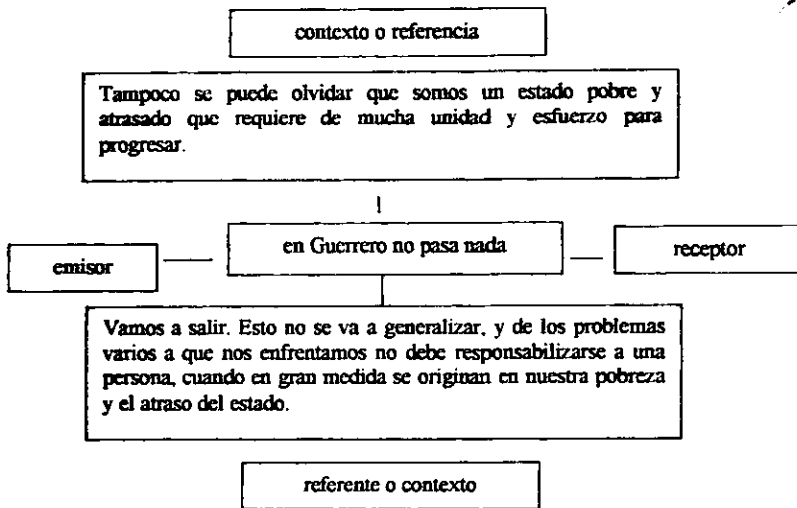 contexto o referencia
Tampoco se puede olvidar que somos un estado pobre y
atrasado que requiere de mucha unidad y esfuerzo para
progresar.
en Guerrero no pasa nada
emisor
receptor
Vamos a salir. Esto no se va a generalizar, y de los problemas
varios a que nos enfrentamos no debe responsabilizarse a una
persona, cuando en gran medida se originan en nuestra pobreza
y el atraso del estado.
referente o contexto